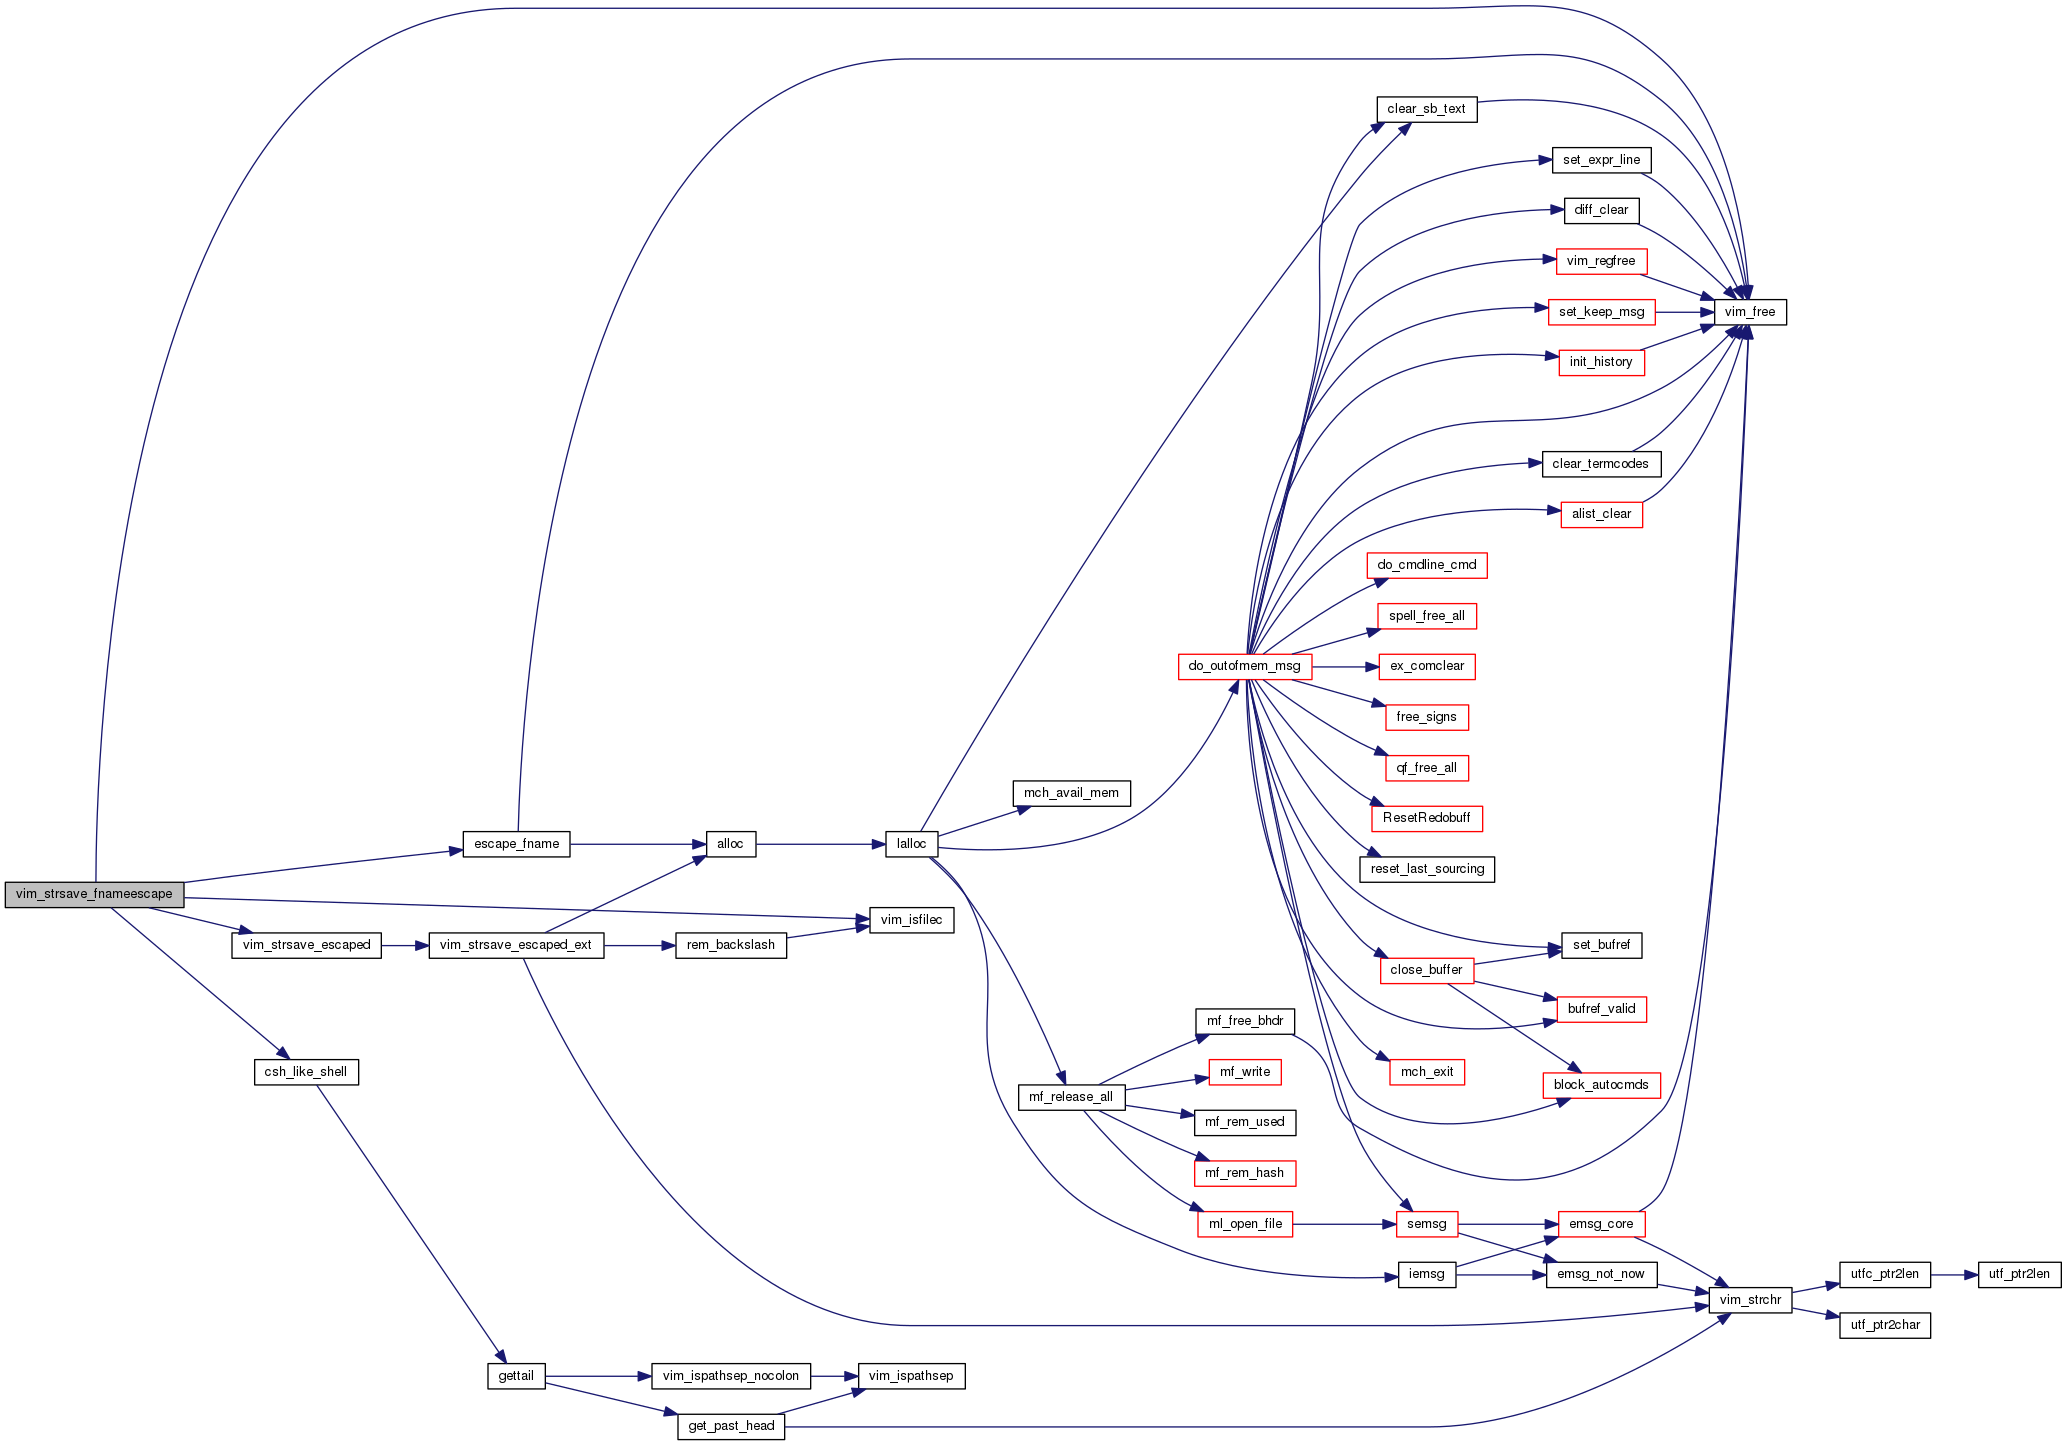 clear_sb_text
set_expr_line
diff_clear
vim_regfree
set_keep_msg
vim_free
init_history
clear_termcodes
alist_clear
do_cmdline_cmd
spell_free_all
do_outofmem_msg
ex_comclear
free_signs
qf_free_all
mch_avail_mem
ResetRedobuff
escape_fname
alloc
lalloc
reset_last_sourcing
vim_strsave_fnameescape
vim_isfilec
vim_strsave_escaped
vim_strsave_escaped_ext
rem_backslash
set_bufref
close_buffer
bufref_valid
mf_free_bhdr
csh_like_shell
mf_write
mch_exit
block_autocmds
mf_release_all
mf_rem_used
mf_rem_hash
ml_open_file
semsg
emsg_core
iemsg
emsg_not_now
utfc_ptr2len
utf_ptr2len
vim_strchr
utf_ptr2char
gettail
vim_ispathsep_nocolon
vim_ispathsep
get_past_head